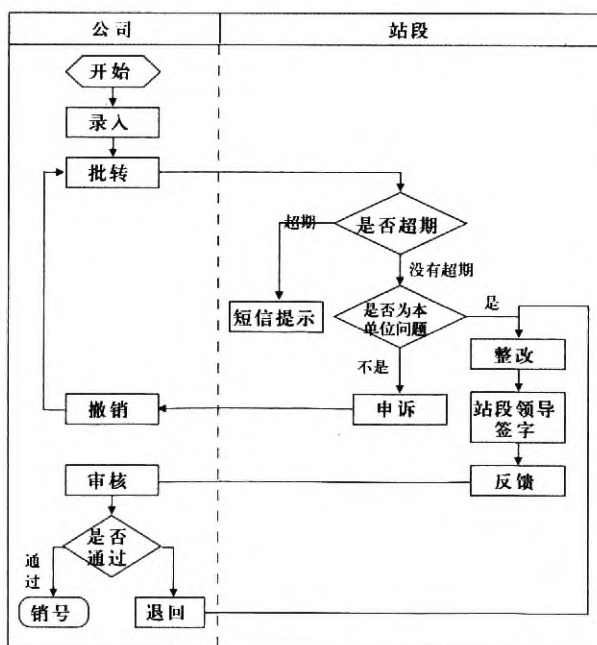 公司
站段
开始
录入
批转
是否超期
超期
没有超期
短信提示
是否为本
单位问题
是
整改
不是
撤销
申诉
站段领导
签字
审核
反馈
是否
通过
通
过
销号
退回